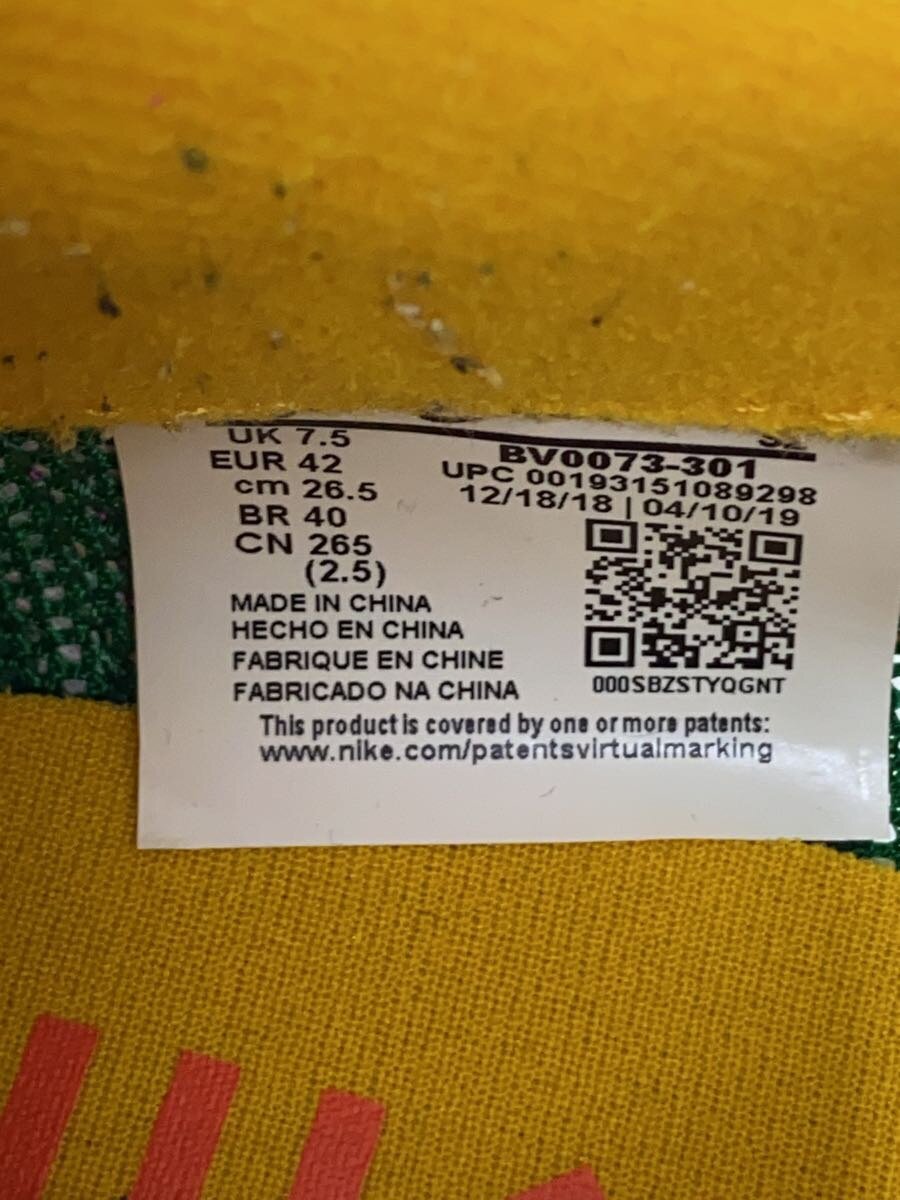 UK 7.5
EUR 42
cm 26.5
BR 40
CN 265
(2.5)
MADE IN CHINA
HECHO EN CHINA
FABRIQUE EN CHINE
FABRICADO NA CHINA
BV0073-301
UPC 00193151089298
12/18/18 | 04/10/19
000SBZSTYQGNT
This product is covered by one or more patents:
www.nike.com/patentsvirtualmarking